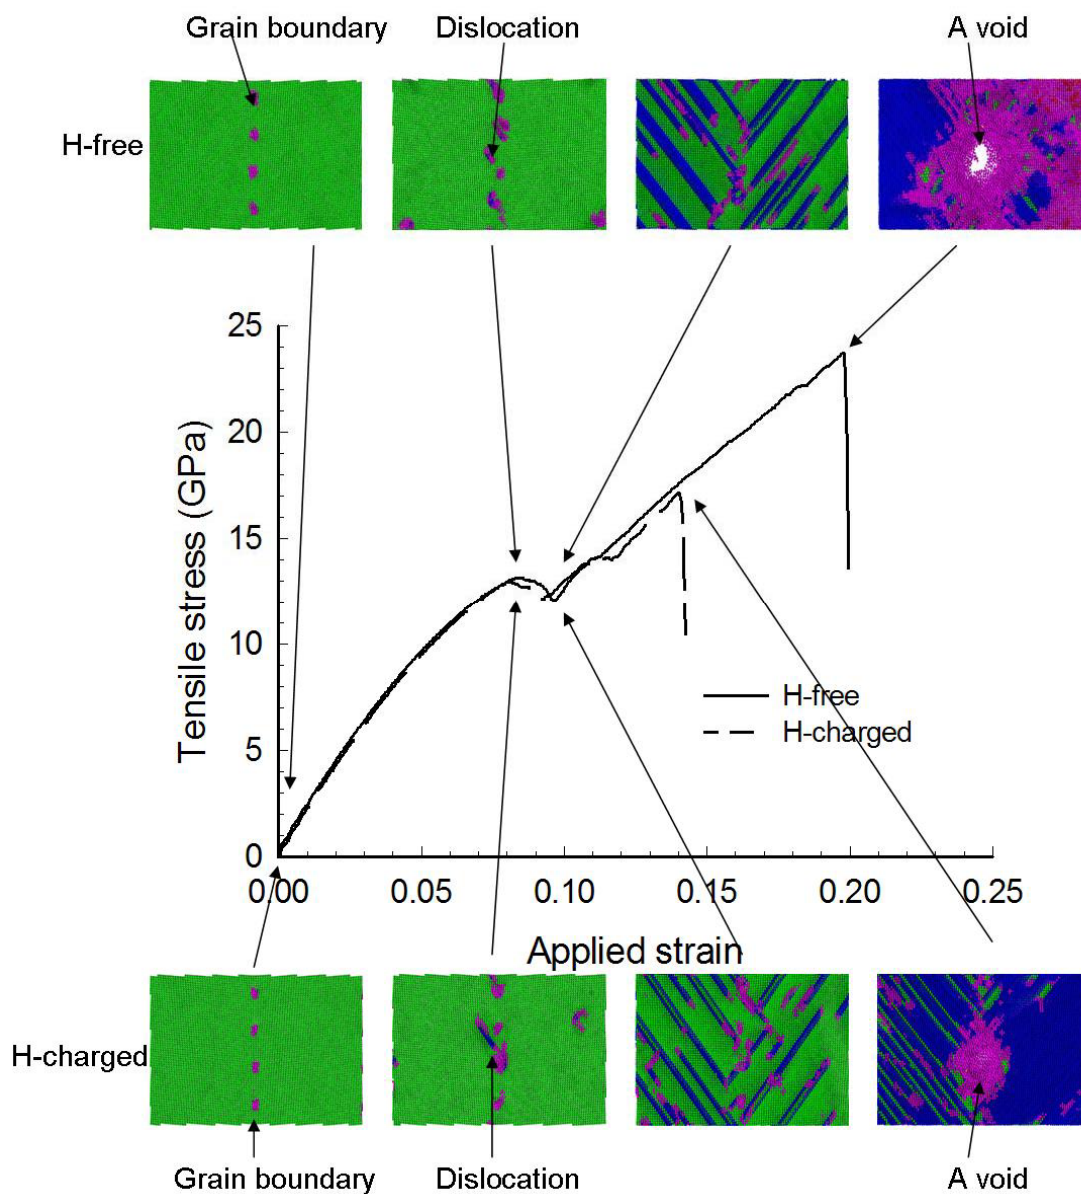 Grain boundary Dislocation A void
H-free
25
20
15
10
5
0
Tensile stress (GPa)
H-free
H-charged
0.00 0.05 0.10 0.15 0.20 0.25
Applied strain
H-charged
Grain boundary Dislocation A void